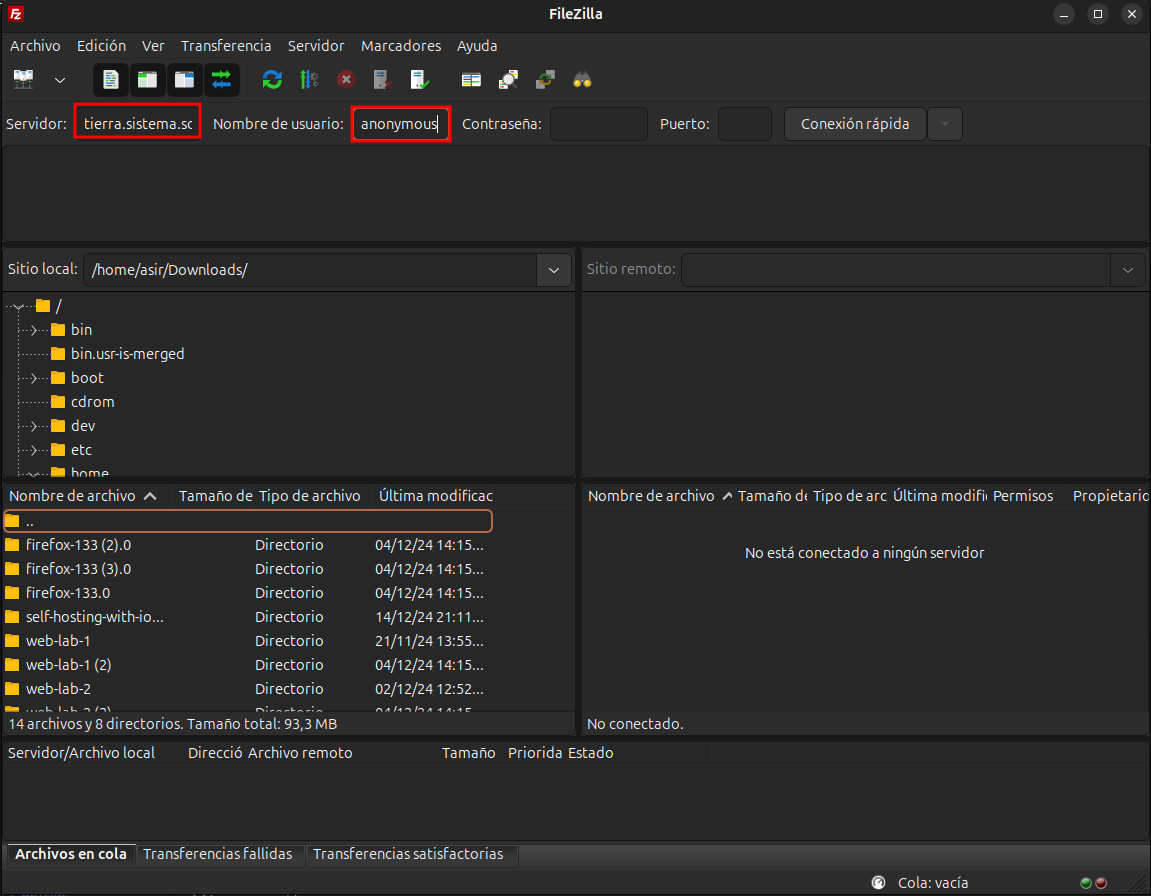 FileZilla
Archivo Edición Ver Transferencia Servidor Marcadores Ayuda
Servidor: tierra.sistema.sc Nombre de usuario: anonymous Contraseña: Puerto: Conexión rápida
Sitio local: /home/asir/Downloads/ Sitio remoto:
/
bin
bin.usr-is-merged
boot
cdrom
dev
etc
home
Nombre de archivo Tamaño de Tipo de archivo Última modificac
..
firefox-133 (2).0 Directorio 04/12/24 14:15...
firefox-133 (3).0 Directorio 04/12/24 14:15...
firefox-133.0 Directorio 04/12/24 14:15...
self-hosting-with-io... Directorio 14/12/24 21:11...
web-lab-1 Directorio 21/11/24 13:55...
web-lab-1 (2) Directorio 04/12/24 14:15...
web-lab-2 Directorio 02/12/24 12:52...
14 archivos y 8 directorios. Tamaño total: 93,3 MB
Nombre de archivo Tamaño de Tipo de arc Última modifi Permisos Propietario
No está conectado a ningún servidor
No conectado.
Servidor/Archivo local Direcció Archivo remoto Tamaño Priorida Estado
Archivos en cola Transferencias fallidas Transferencias satisfactorias
Cola: vacía